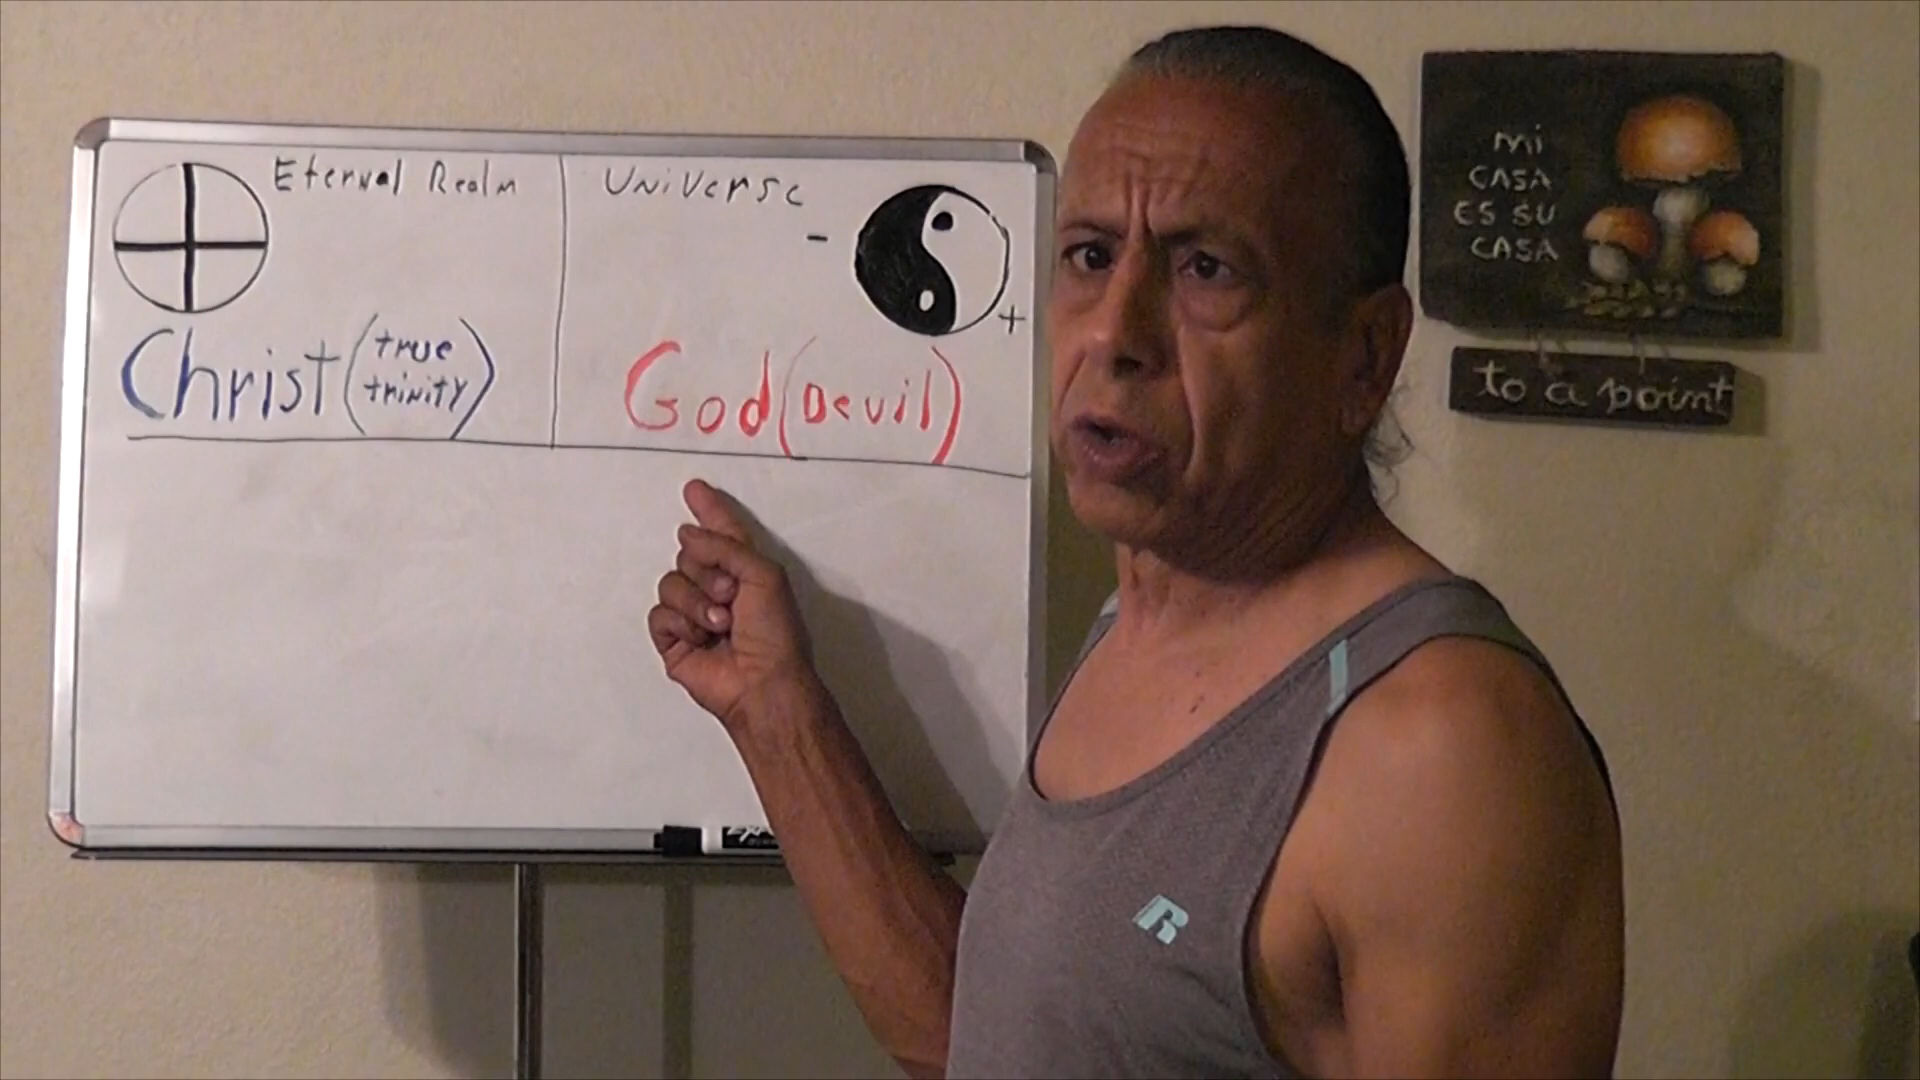 Eternal Realm
Universe
-
+
Christ (true trinity)
God (Devil)
mi
CASA
ES SU
CASA
to a point
R